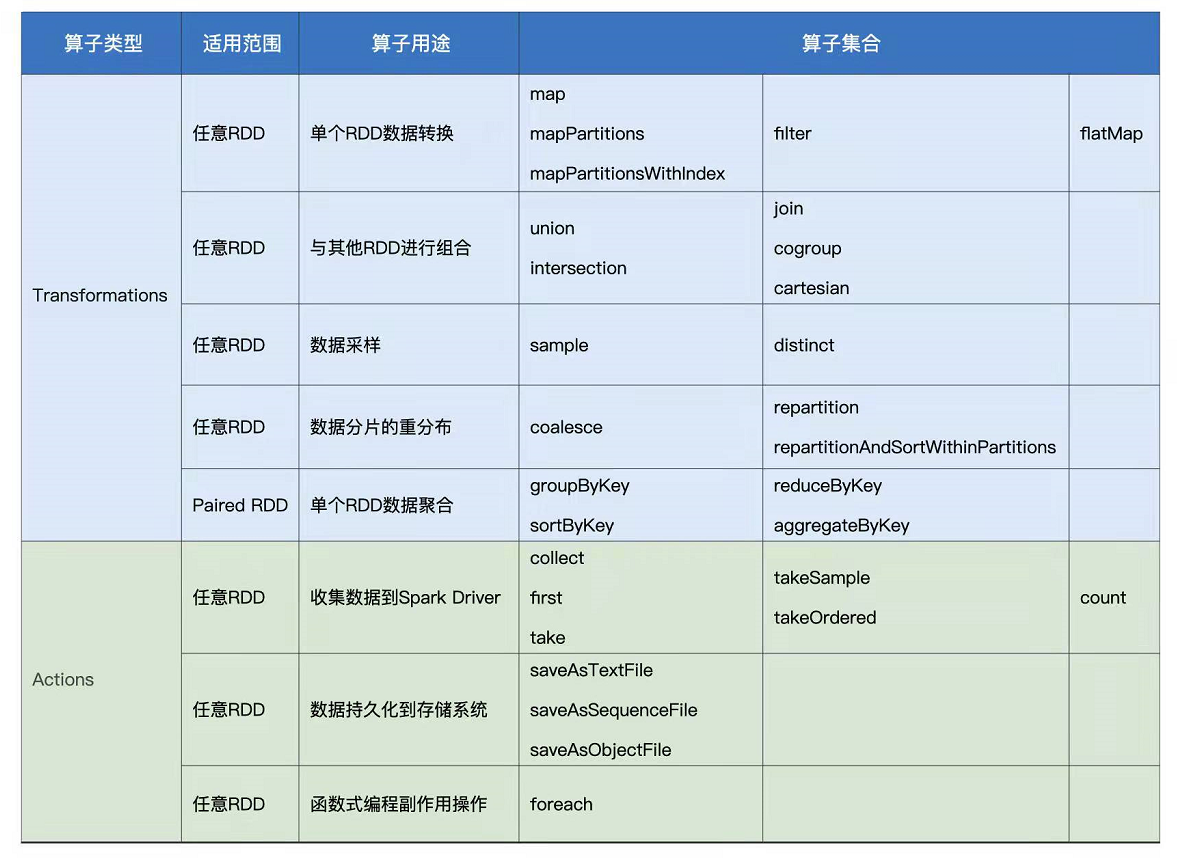 算子类型 适用范围 算子用途 算子集合
Transformations
任意RDD 单个RDD数据转换
map
mapPartitions
mapPartitionsWithIndex
filter
flatMap
任意RDD 与其他RDD进行组合
union
intersection
join
cogroup
cartesian
任意RDD 数据采样
sample
distinct
任意RDD 数据分片的重分布
coalesce
repartition
repartitionAndSortWithinPartitions
Paired RDD 单个RDD数据聚合
groupByKey
sortByKey
reduceByKey
aggregateByKey
Actions
任意RDD 收集数据到Spark Driver
collect
first
take
takeSample
takeOrdered
count
任意RDD 数据持久化到存储系统
saveAsTextFile
saveAsSequenceFile
saveAsObjectFile
任意RDD 函数式编程副作用操作
foreach